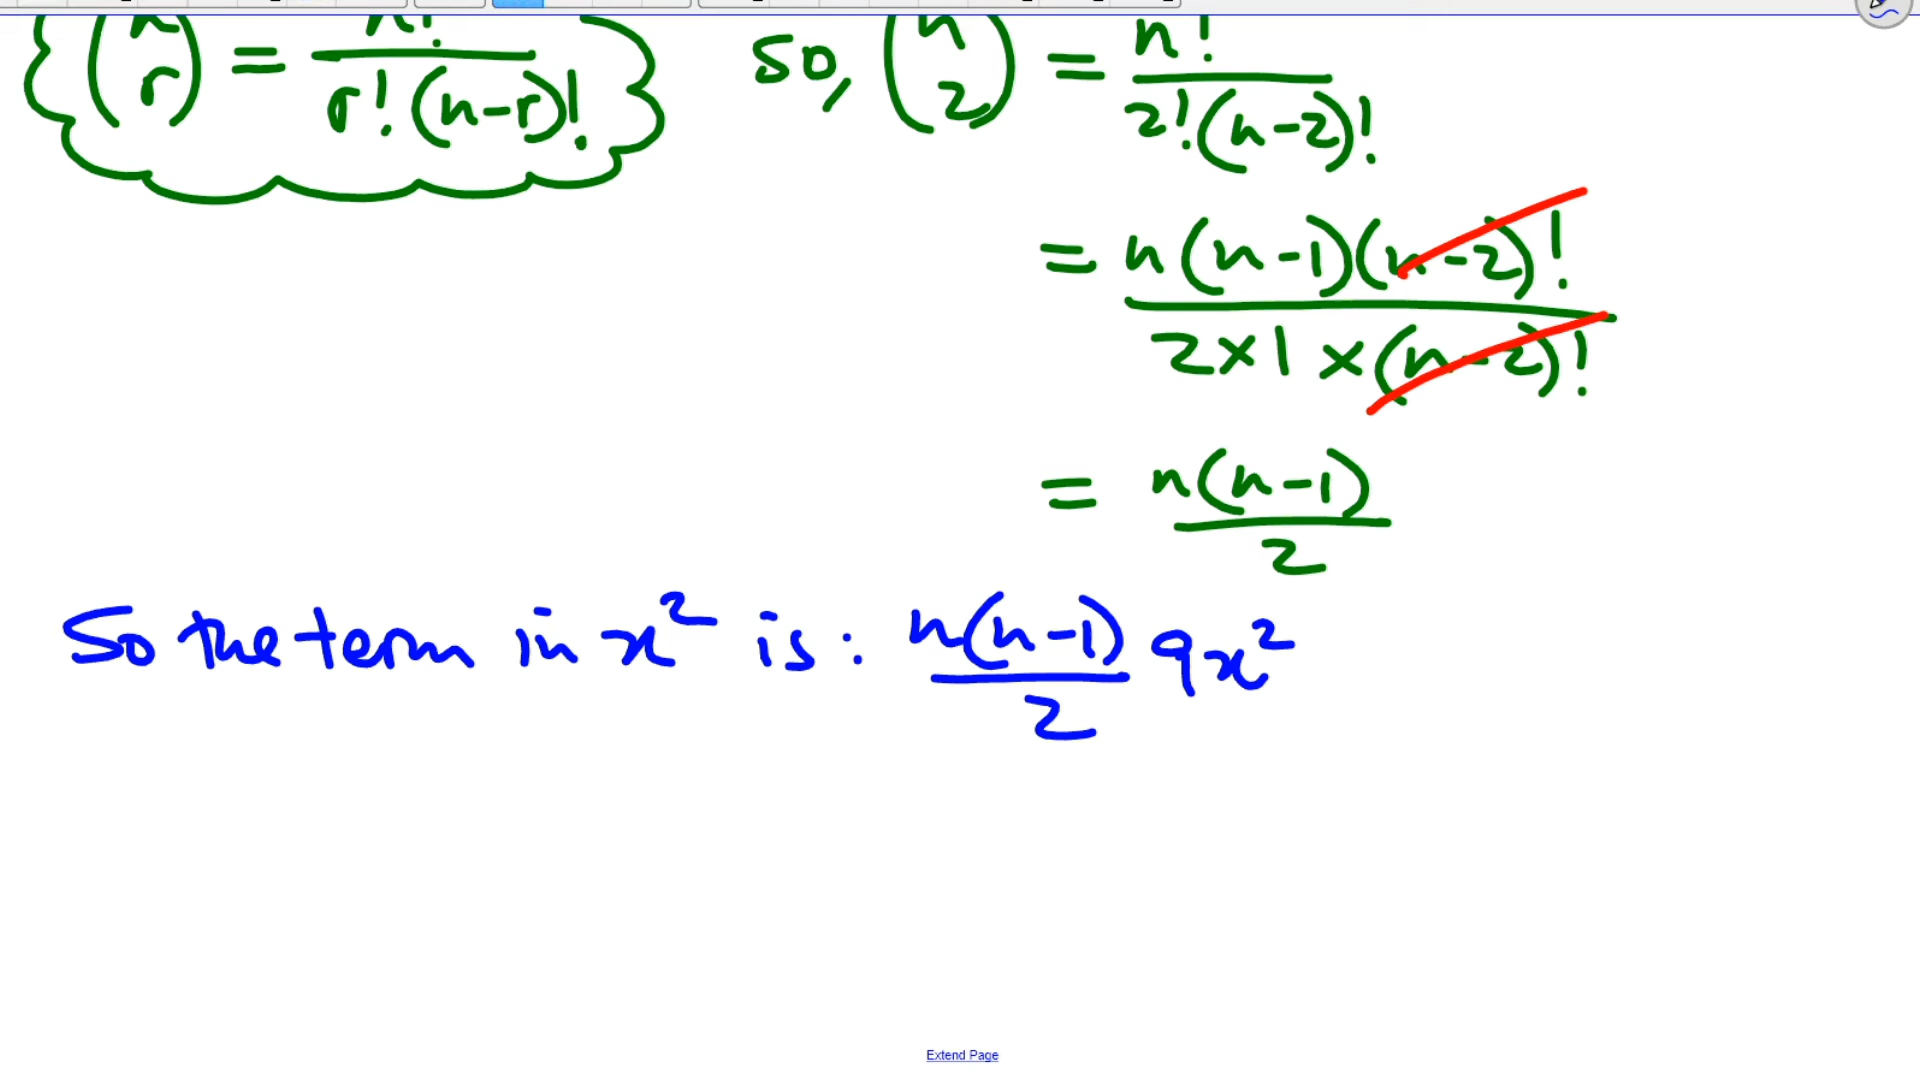 (n r) = n! / r!(n-r)!
so, (n 2) = n! / 2!(n-2)!
= n(n-1)(n-2)! / 2×1×(n-2)!
= n(n-1) / 2
So the term in x² is: n(n-1) / 2 9x²
Extend Page